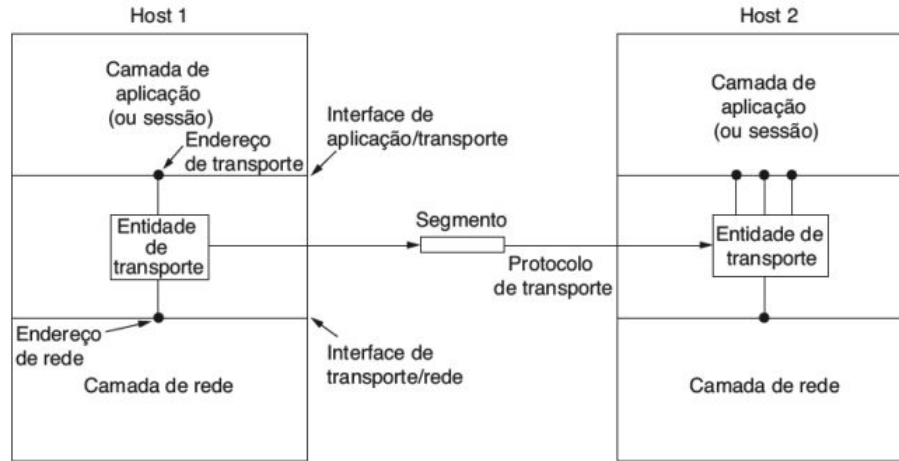 Host 1
Host 2
Camada de
aplicação
(ou sessão)
Endereço
de transporte
Interface de
aplicação/transporte
Camada de
aplicação
(ou sessão)
Entidade
de
transporte
Segmento
Protocolo
de transporte
Entidade de
transporte
Endereço
de rede
Interface de
transporte/rede
Camada de rede
Camada de rede